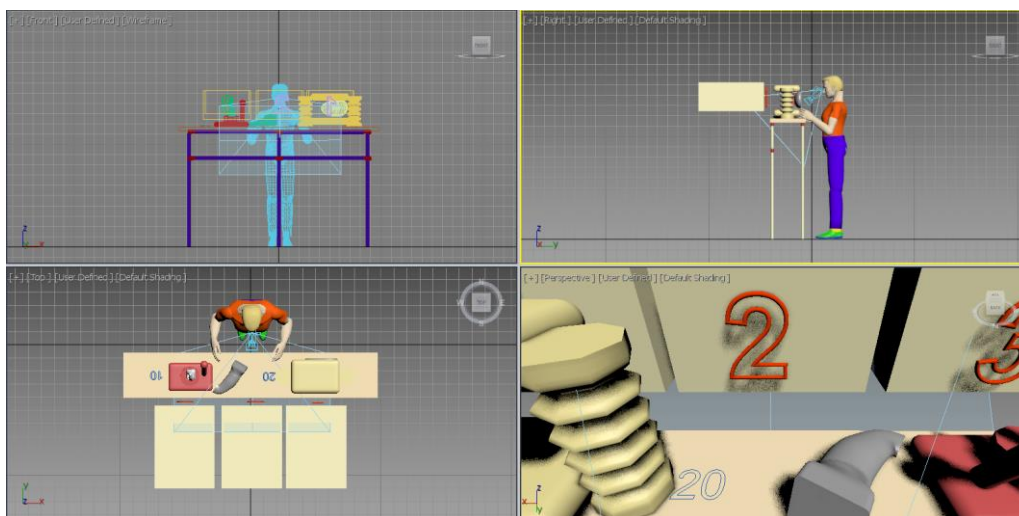 [+] [Front] [User Defined] [Wireframe]
[+] [Right] [User Defined] [Default Shading]
[+] [Top] [User Defined] [Default Shading]
10
20
[+] [Perspective] [User Defined] [Default Shading]
2
3
20
z
x
z
x
y
y
z
x
z
x
y